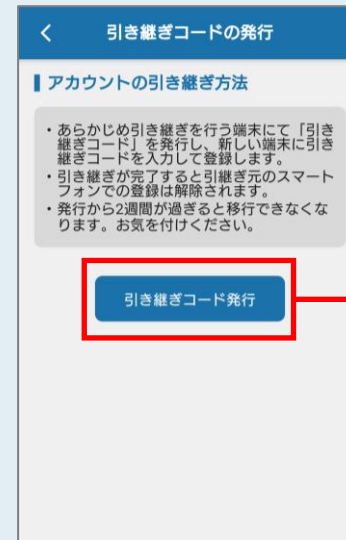 引き継ぎコードの発行
アカウントの引き継ぎ方法
・あらかじめ引き継ぎを行う端末にて「引き
継ぎコード」を発行し、新しい端末に引き
継ぎコードを入力して登録します。
・引き継ぎが完了すると引継ぎ元のスマート
フォンでの登録は解除されます。
・発行から2週間が過ぎると移行できなくな
ります。お気を付けください。
引き継ぎコード発行